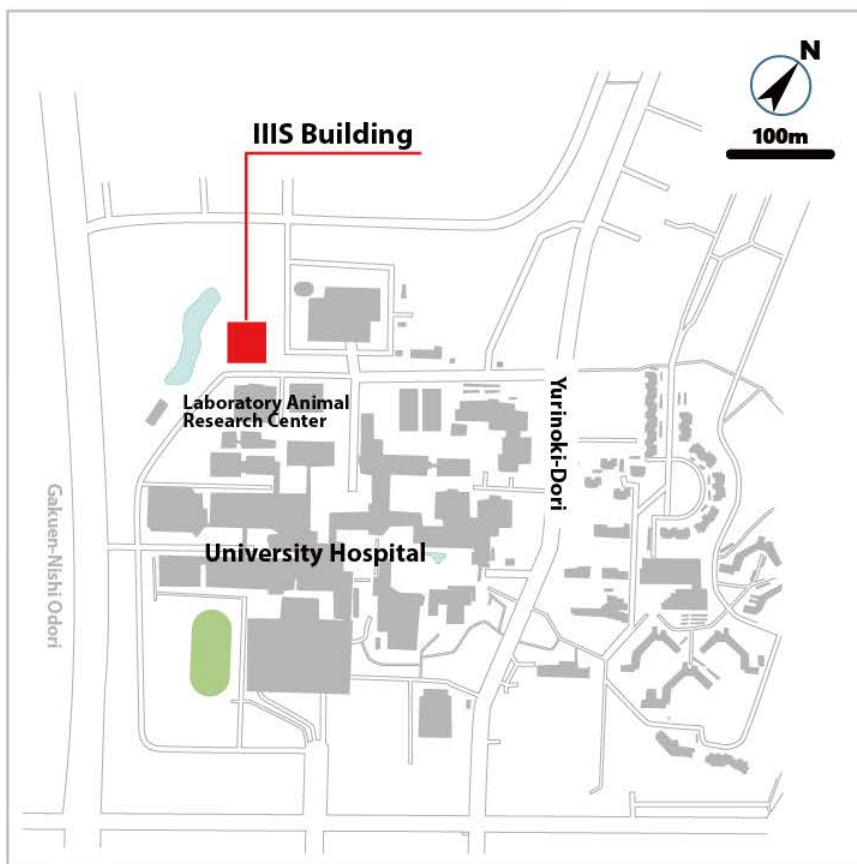 N
100m
IIIS Building
Laboratory Animal
Research Center
Yurinoki-Dori
Gakuen-Nishi Odori
University Hospital